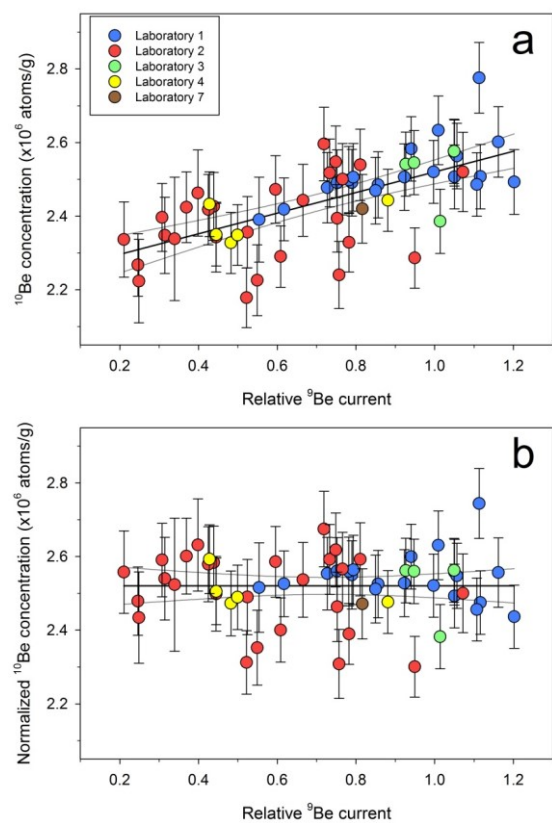 a
Laboratory 1
Laboratory 2
Laboratory 3
Laboratory 4
Laboratory 7
¹⁰Be concentration (x10⁶ atoms/g)
2.8
2.6
2.4
2.2
0.2 0.4 0.6 0.8 1.0 1.2
Relative ⁹Be current
b
Normalized ¹⁰Be concentration (x10⁶ atoms/g)
2.8
2.6
2.4
2.2
0.2 0.4 0.6 0.8 1.0 1.2
Relative ⁹Be current